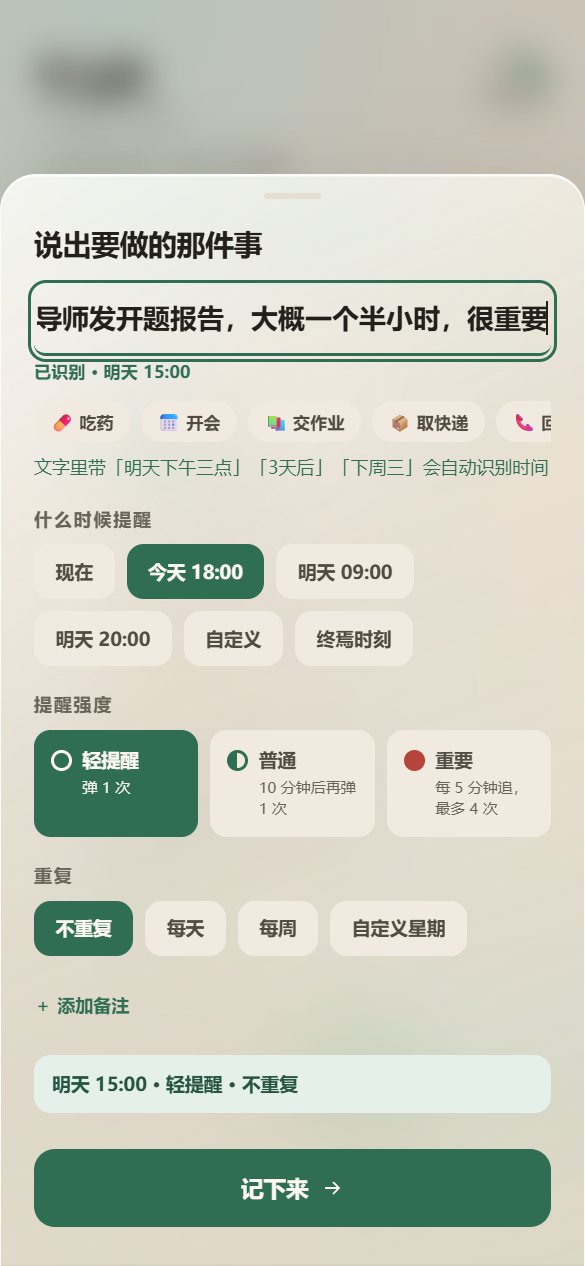 说出要做的那件事
导师发开题报告，大概一个半小时，很重要
已识别 • 明天 15:00
吃药 开会 交作业 取快递
文字里带「明天下午三点」「3天后」「下周三」会自动识别时间
什么时候提醒
现在 今天 18:00 明天 09:00
明天 20:00 自定义 终焉时刻
提醒强度
轻提醒 普通 重要
弹 1 次 10 分钟后再弹 每 5 分钟追，
1 次 最多 4 次
重复
不重复 每天 每周 自定义星期
+ 添加备注
明天 15:00 • 轻提醒 • 不重复
记下来 →